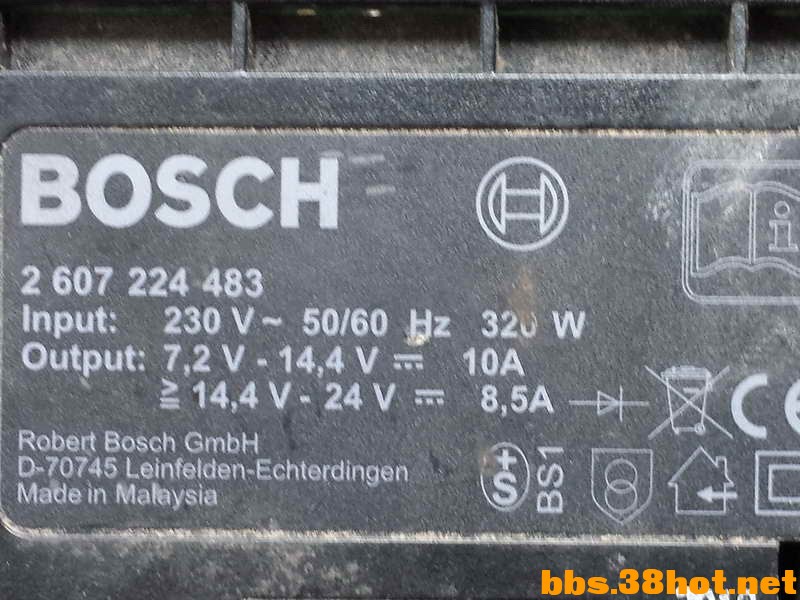 BOSCH
2 607 224 483
Input: 230 V ~ 50/60 Hz 320 W
Output: 7,2 V - 14,4 V ⎓ 10A
≧ 14,4 V - 24 V ⎓ 8,5A
Robert Bosch GmbH
D-70745 Leinfelden-Echterdingen
Made in Malaysia
i
CE
+S
BS1
bbs.38hot.net